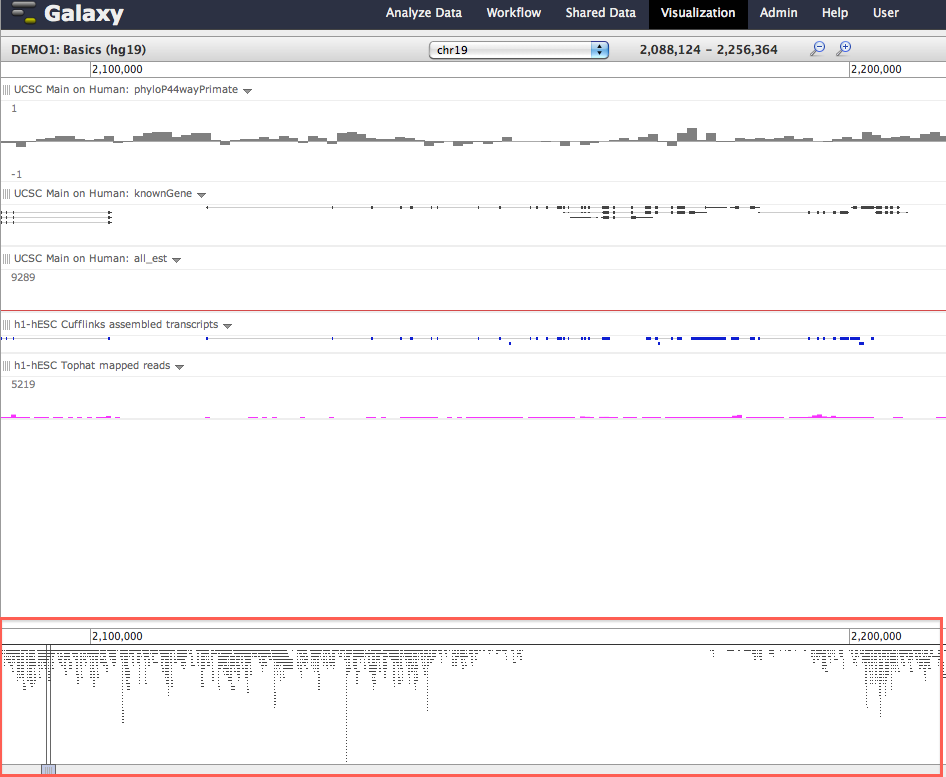 Galaxy Analyze Data Workflow Shared Data Visualization Admin Help User
DEMO1: Basics (hg19) chr19 2,088,124 - 2,256,364
2,100,000 2,200,000
UCSC Main on Human: phyloP44wayPrimate
1
-1
UCSC Main on Human: knownGene
UCSC Main on Human: all_est
9289
h1-hESC Cufflinks assembled transcripts
h1-hESC Tophat mapped reads
5219
2,100,000 2,200,000